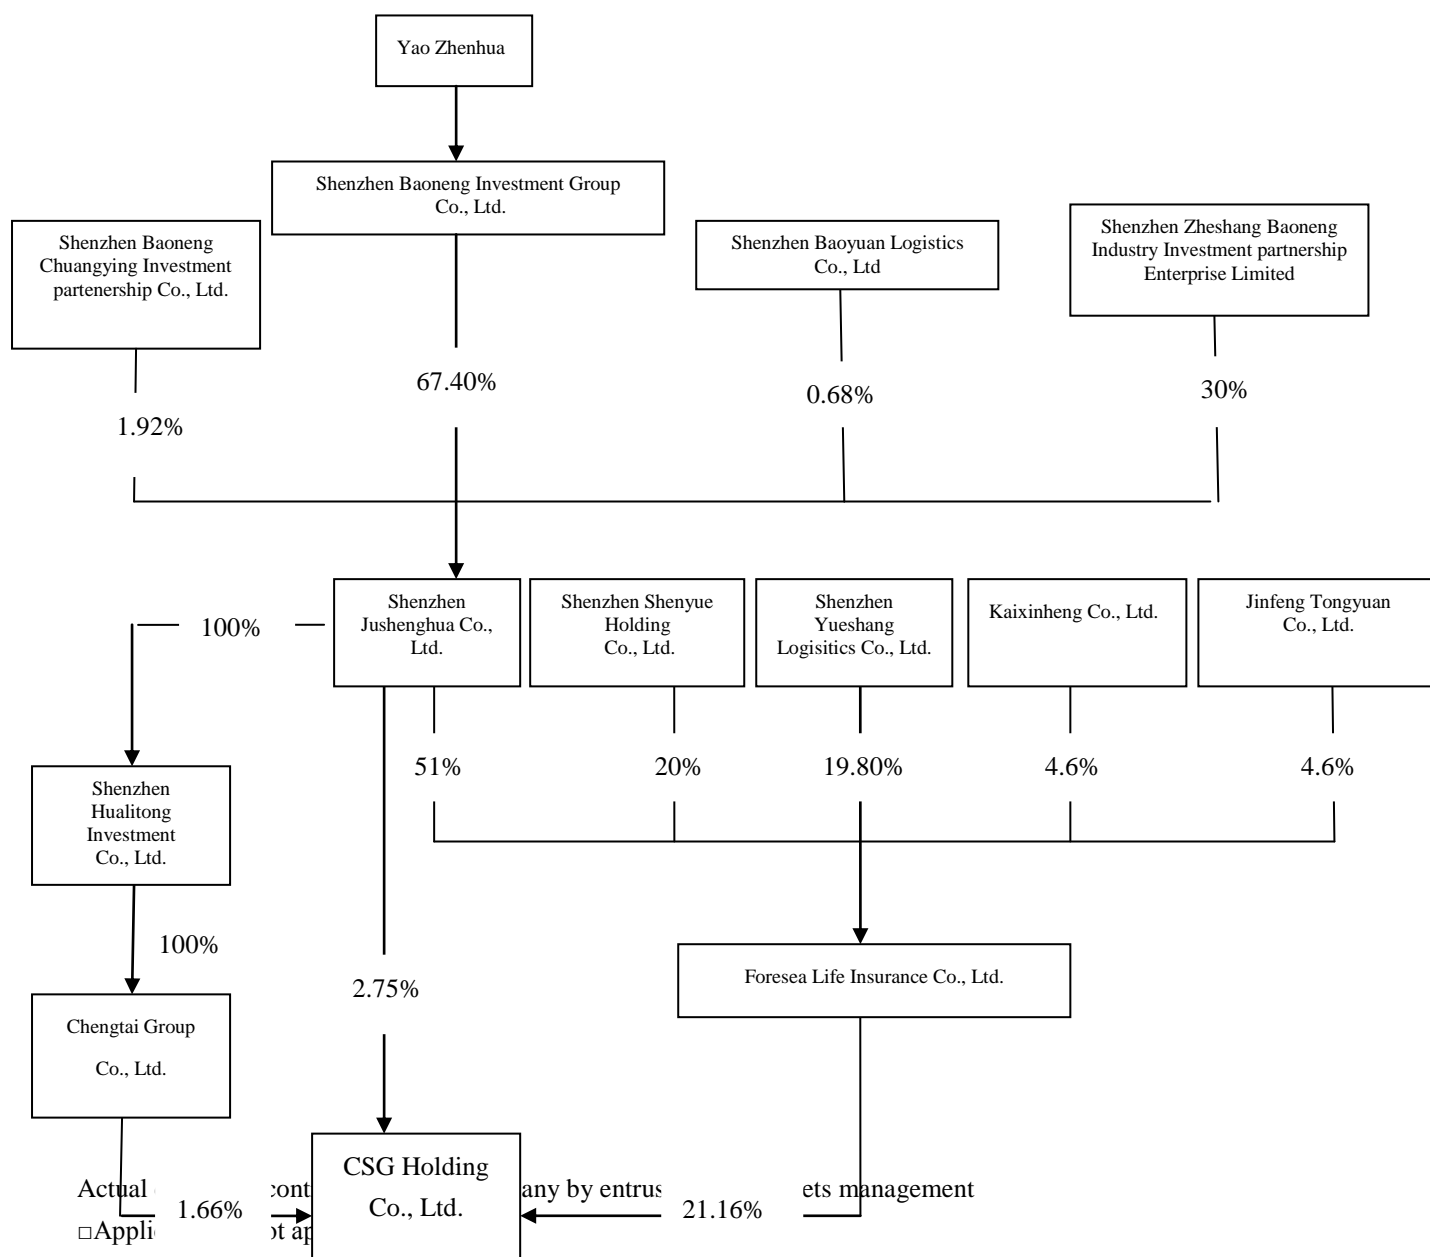 Yao Zhenhua
Shenzhen Baoneng Investment Group
Co., Ltd.
Shenzhen Baoneng
Chuangying Investment
partenership Co., Ltd.
Shenzhen Baoyuan Logistics
Co., Ltd
Shenzhen Zheshang Baoneng
Industry Investment partnership
Enterprise Limited
1.92%
67.40%
0.68%
30%
100%
Shenzhen
Jushenghua Co.,
Ltd.
Shenzhen Shenyue
Holding
Co., Ltd.
Shenzhen
Yueshang
Logisitics Co., Ltd.
Kaixinheng Co., Ltd.
Jinfeng Tongyuan
Co., Ltd.
51%
20%
19.80%
4.6%
4.6%
Shenzhen
Hualitong
Investment
Co., Ltd.
100%
2.75%
Foresea Life Insurance Co., Ltd.
Chengtai Group
Co., Ltd.
CSG Holding
Co., Ltd.
1.66%
21.16%
Actual any by management